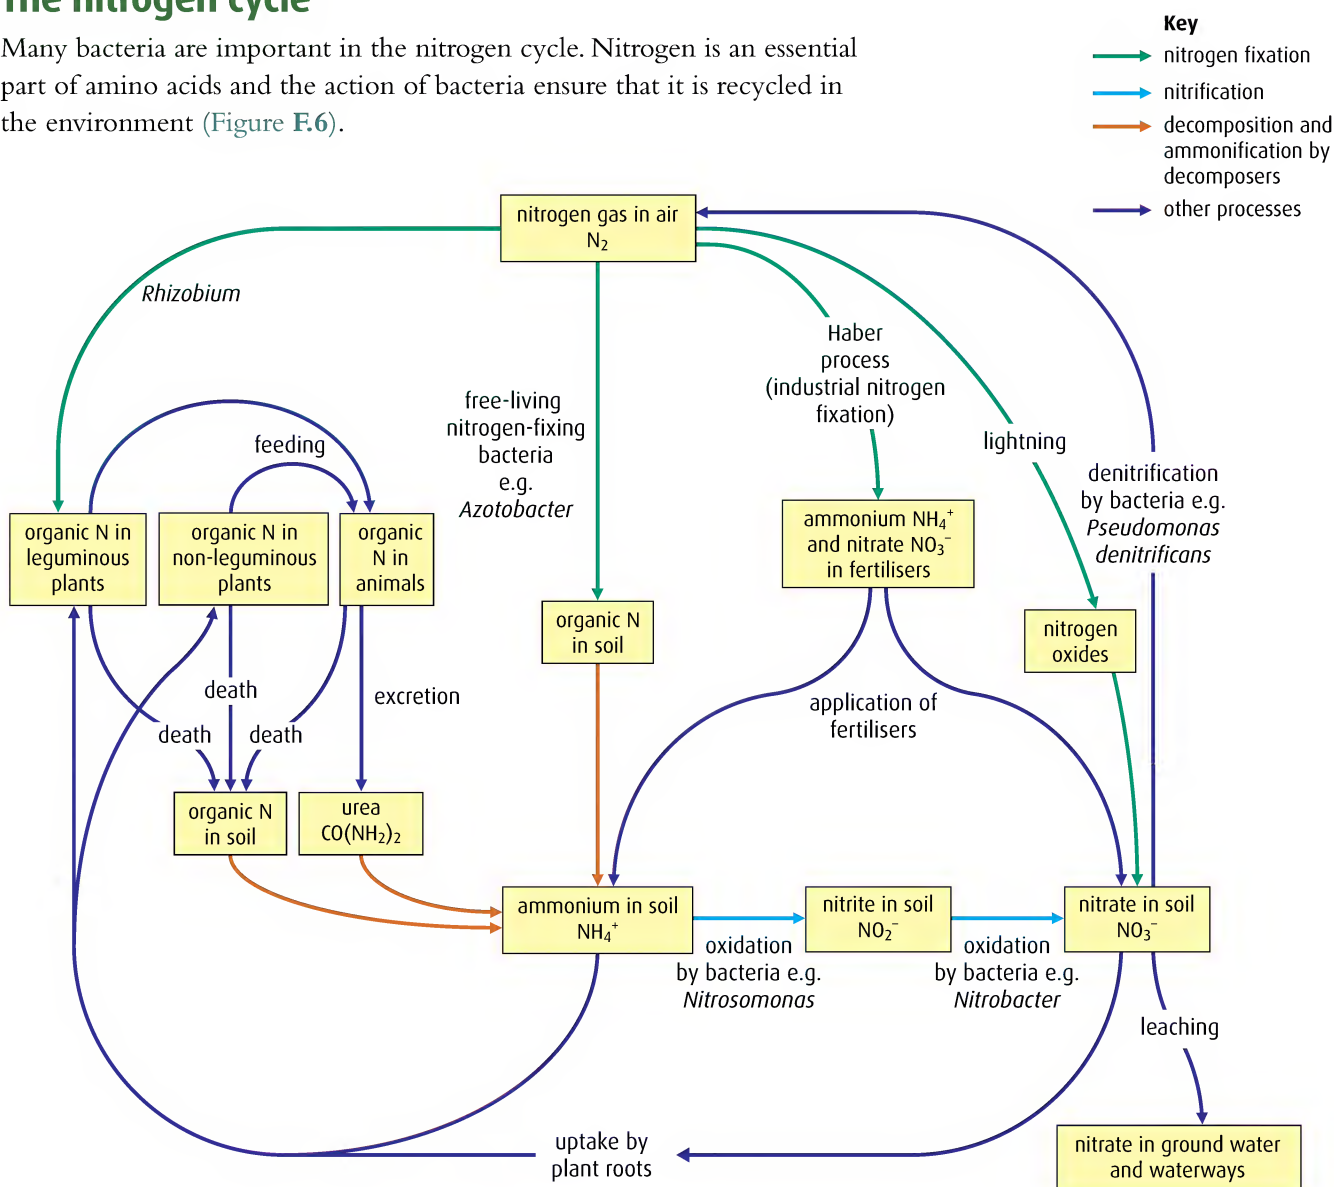 The nitrogen cycle
Many bacteria are important in the nitrogen cycle. Nitrogen is an essential
part of amino acids and the action of bacteria ensure that it is recycled in
the environment (Figure F.6).
Key
nitrogen fixation
nitrification
decomposition and
ammonification by
decomposers
other processes
nitrogen gas in air
N₂
Rhizobium
Haber
process
(industrial nitrogen
fixation)
free-living
nitrogen-fixing
bacteria
e.g.
Azotobacter
lightning
feeding
denitrification
by bacteria e.g.
Pseudomonas
denitrificans
organic N in
leguminous
plants
organic N in
non-leguminous
plants
organic
N in
animals
ammonium NH₄⁺
and nitrate NO₃⁻
in fertilisers
organic N
in soil
nitrogen
oxides
death
excretion
application of
fertilisers
death
death
organic N
in soil
urea
CO(NH₂)₂
ammonium in soil
NH₄⁺
nitrite in soil
NO₂⁻
nitrate in soil
NO₃⁻
oxidation
by bacteria e.g.
Nitrosomonas
oxidation
by bacteria e.g.
Nitrobacter
leaching
uptake by
plant roots
nitrate in ground water
and waterways